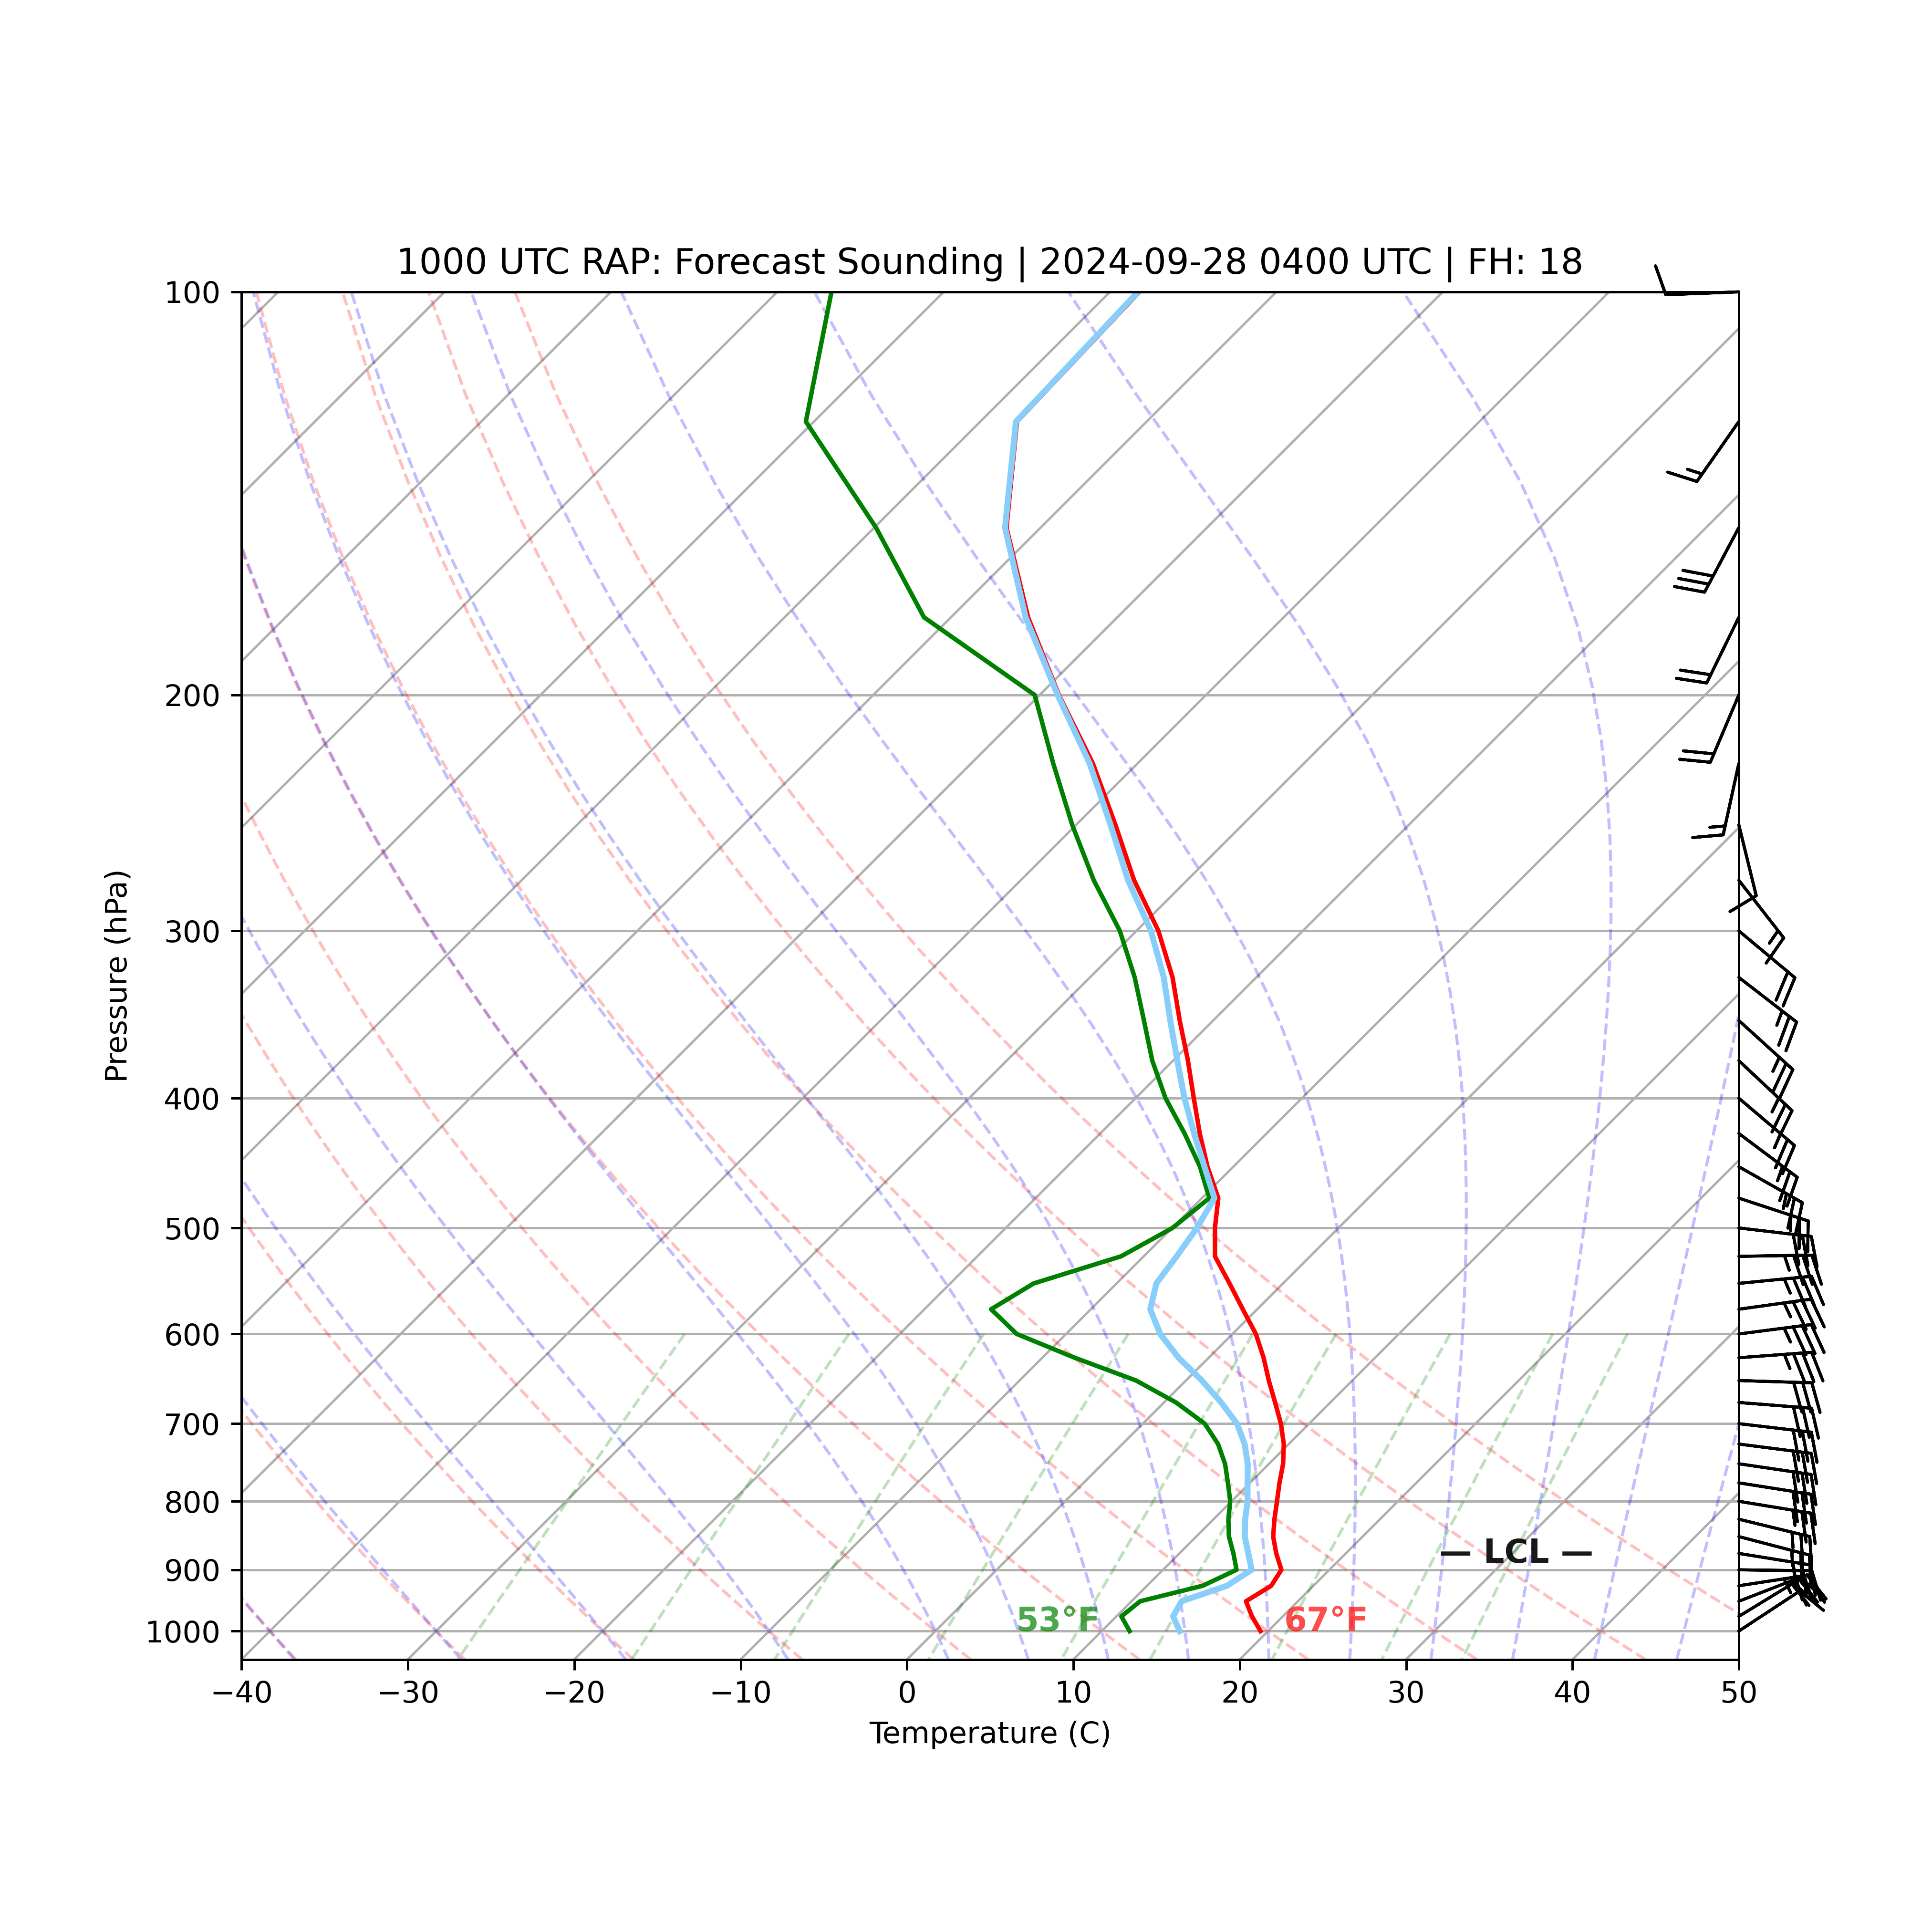 1000 UTC RAP: Forecast Sounding | 2024-09-28 0400 UTC | FH: 18
100
200
300
400
500
600
700
800
900
1000
Pressure (hPa)
— LCL —
53°F
67°F
−40 −30 −20 −10 0 10 20 30 40 50
Temperature (C)